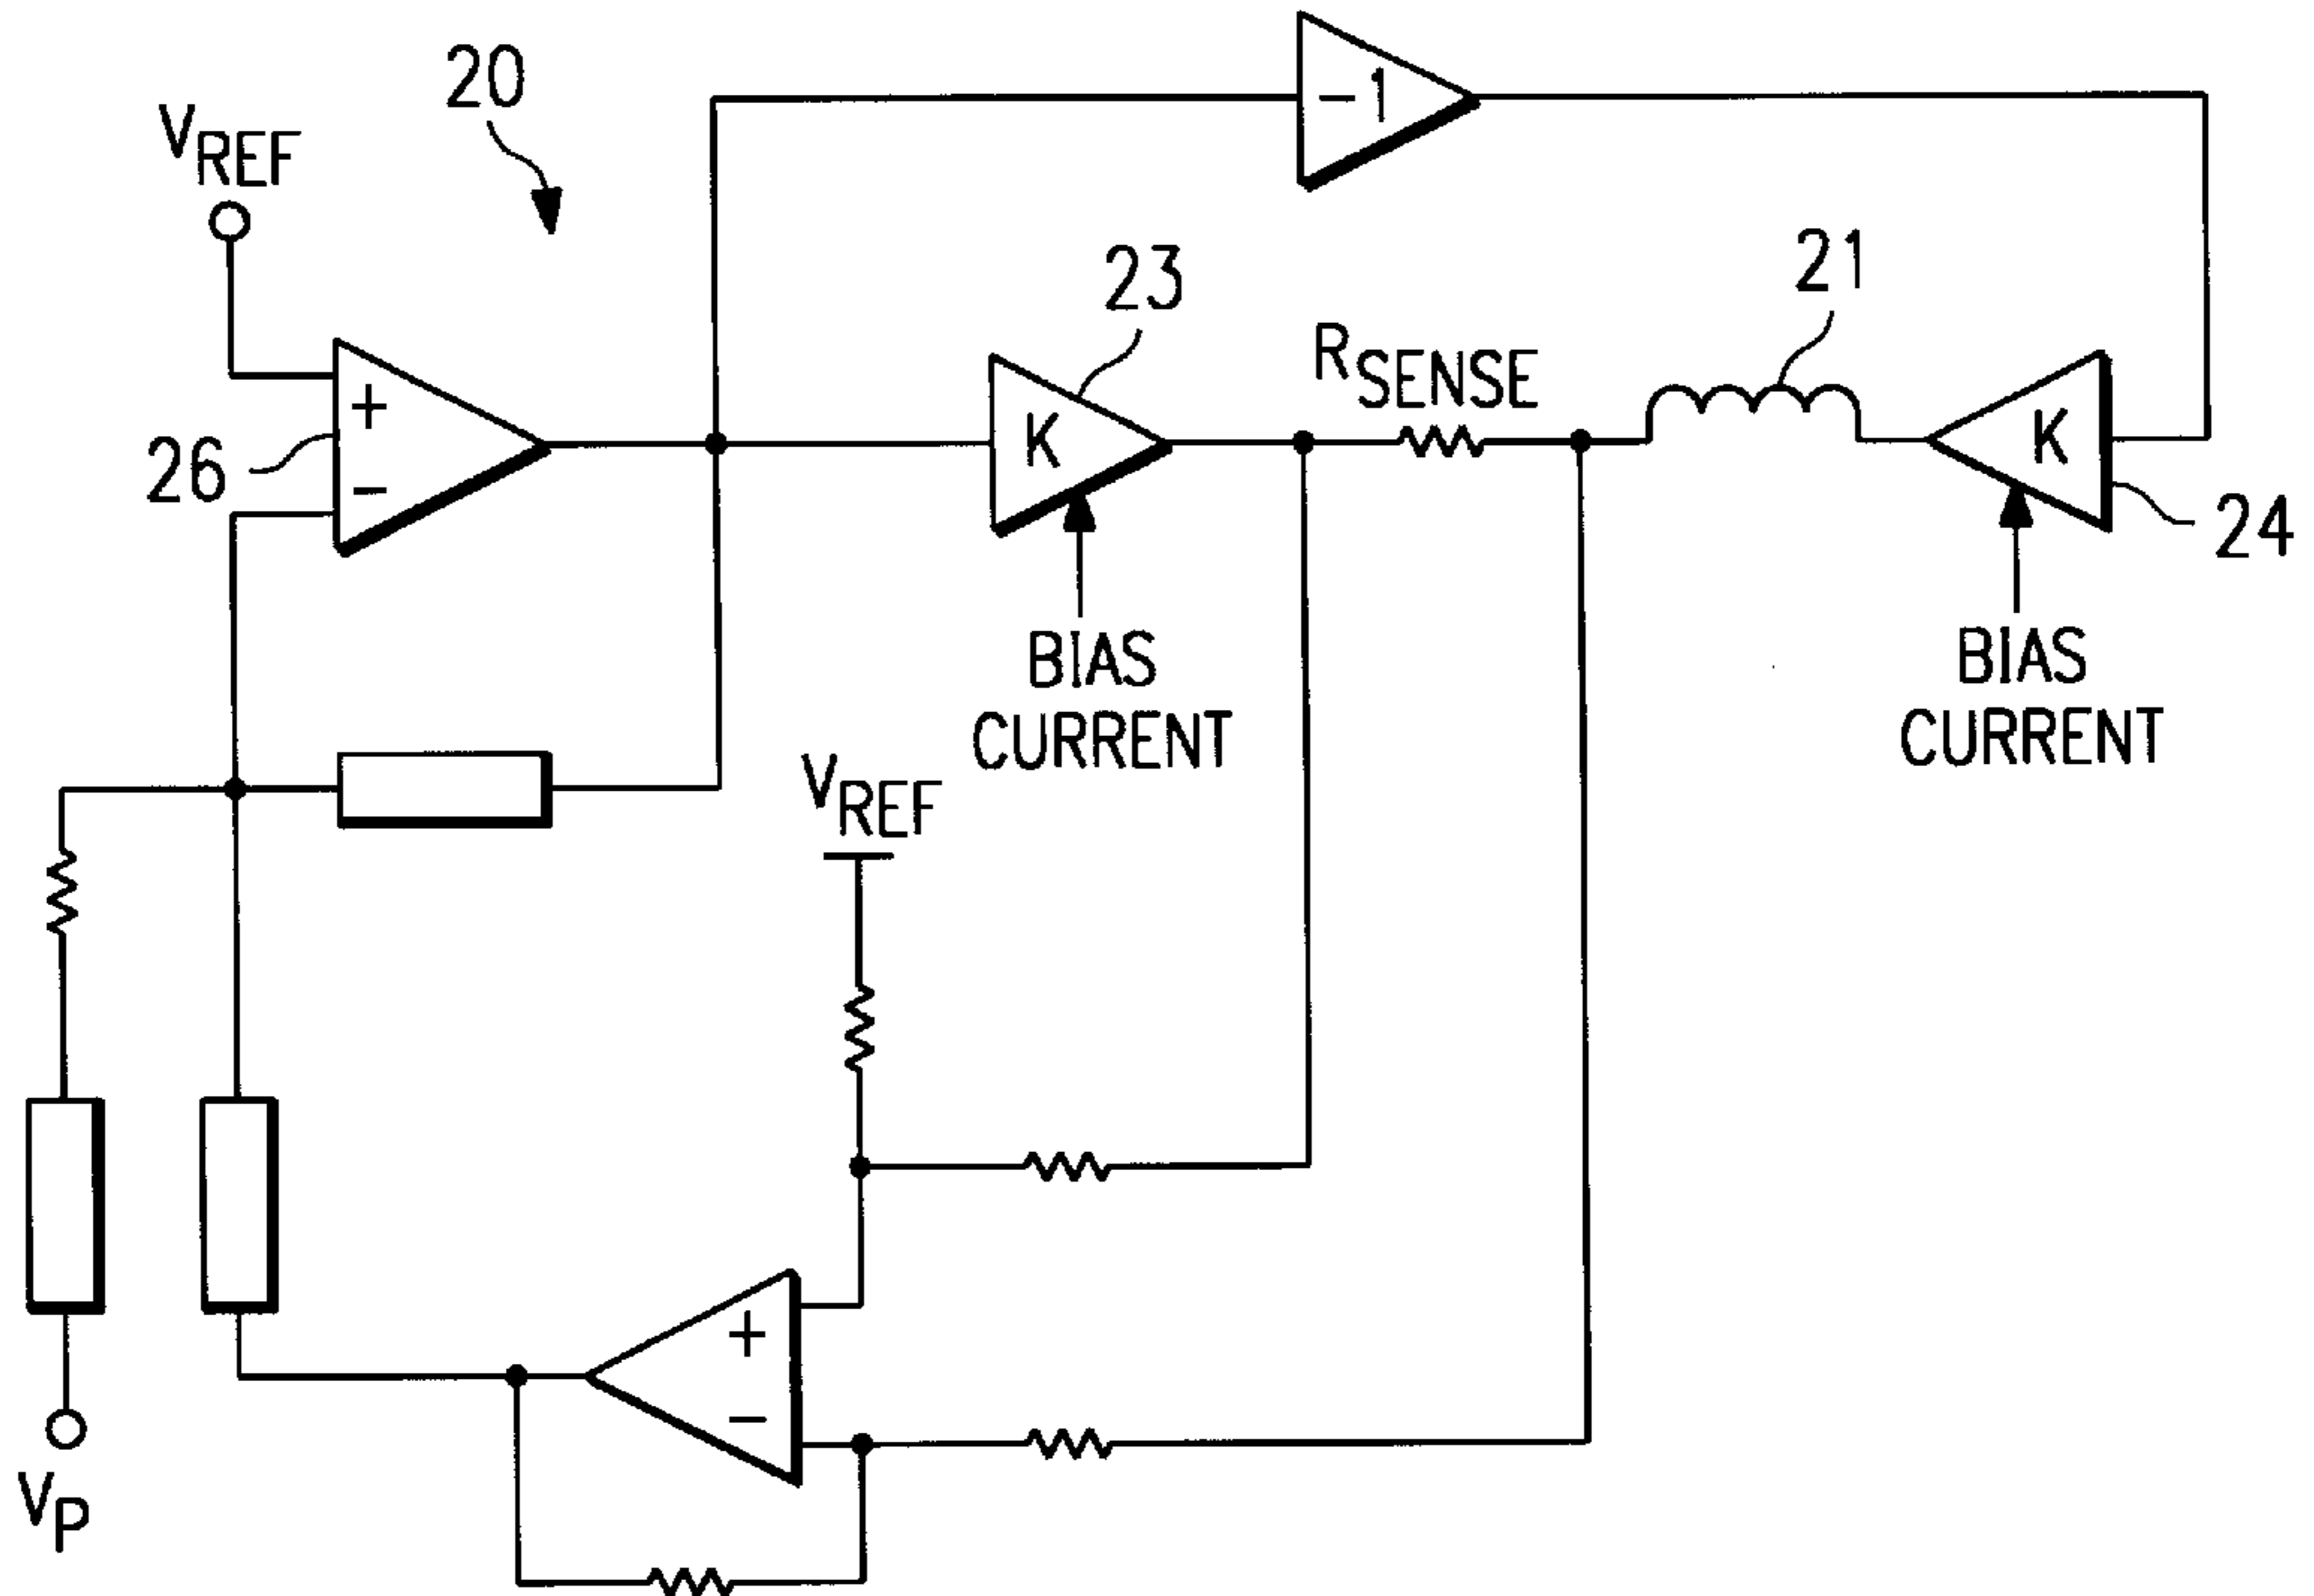 20
-1
VREF
23
21
RSENSE
+
-
26
K
K
24
BIAS
CURRENT
BIAS
CURRENT
VREF
+
-
VP